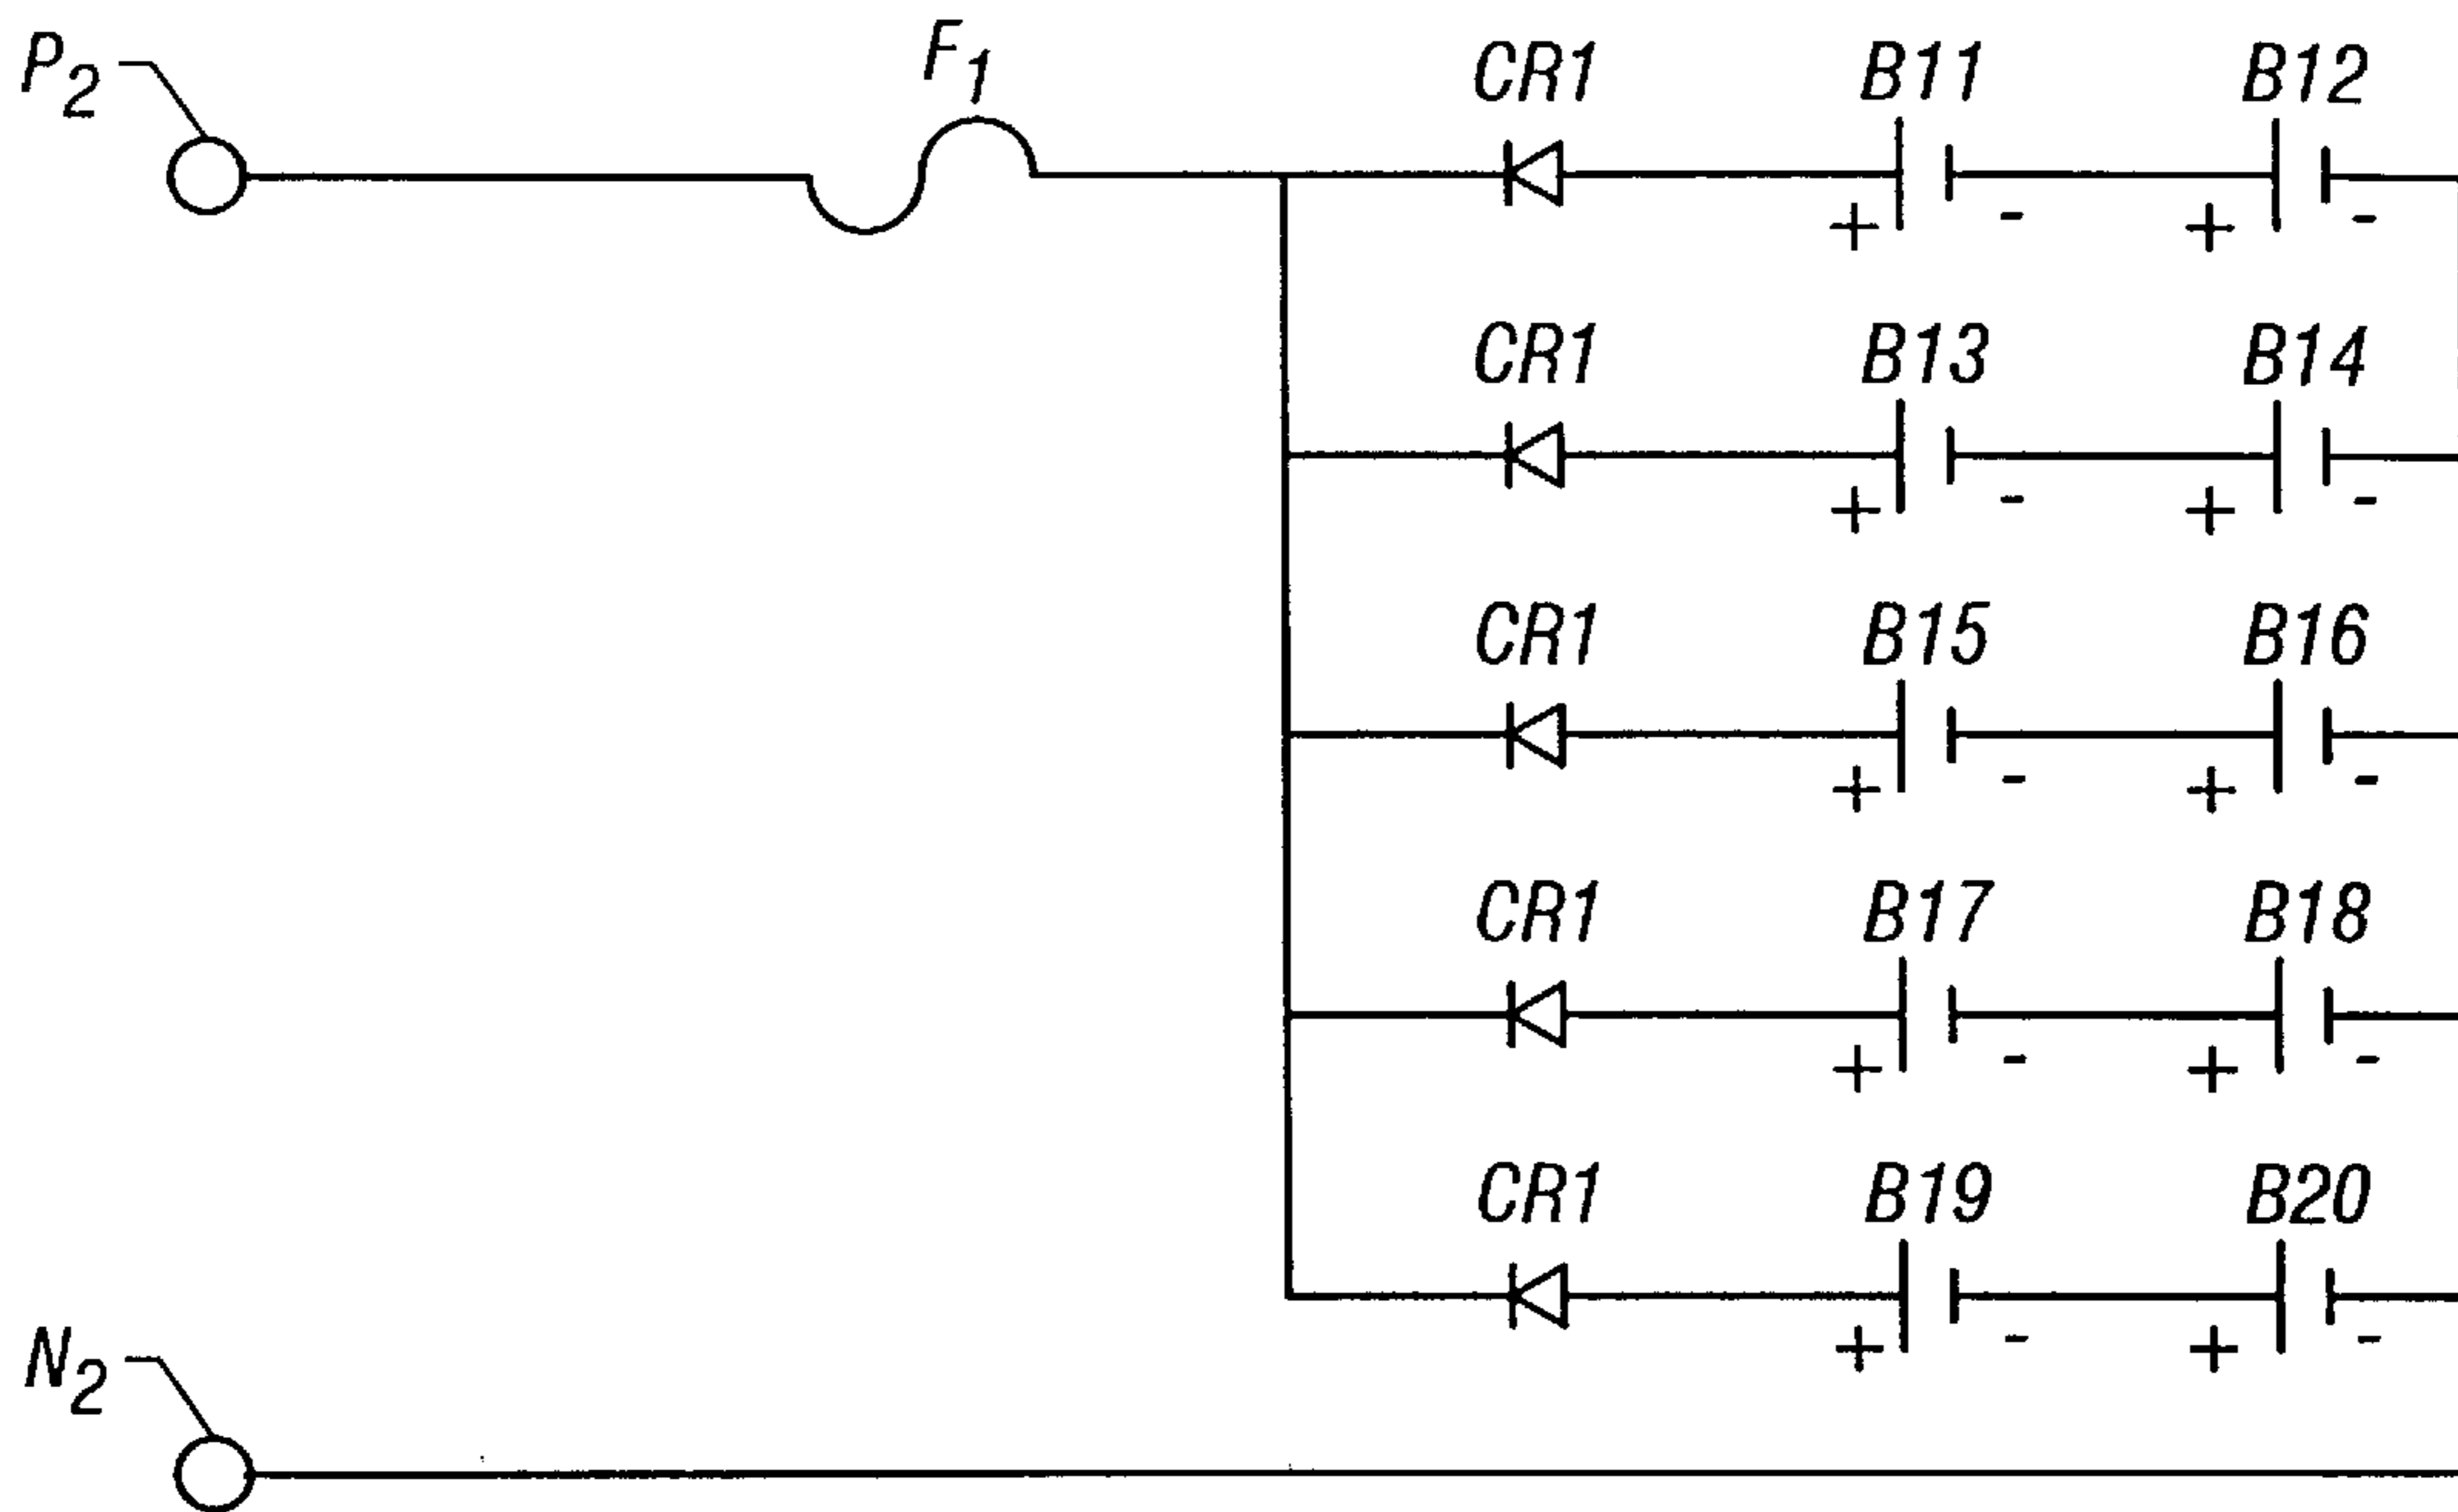 P2 F1 CR1 B11 B12
+ - + -
CR1 B13 B14
+ - + -
CR1 B15 B16
+ - + -
CR1 B17 B18
+ - + -
CR1 B19 B20
+ - + -
N2